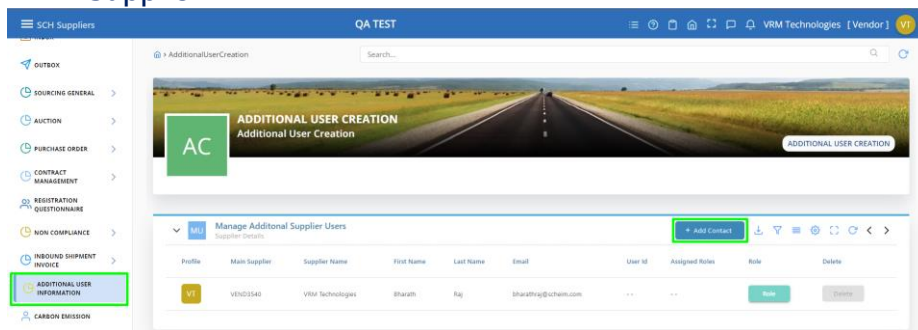 Supplier
SCH Suppliers
QA TEST
VRM Technologies [ Vendor ]
VT
AdditionalUserCreation
Search...
OUTBOX
SOURCING GENERAL
AUCTION
PURCHASE ORDER
CONTRACT
MANAGEMENT
REGISTRATION
QUESTIONNAIRE
NON COMPLIANCE
INBOUND SHIPMENT
INVOICE
ADDITIONAL USER
INFORMATION
CARBON EMISSION
AC
ADDITIONAL USER CREATION
Additional User Creation
ADDITIONAL USER CREATION
MU
Manage Additonal Supplier Users
Supplier Details
+ Add Contact
Profile Main Supplier Supplier Name First Name Last Name Email User Id Assigned Roles Role Delete
VT VEND3540 VRM Technologies Bharath Raj bharathraj@scheim.com -- -- Role Delete